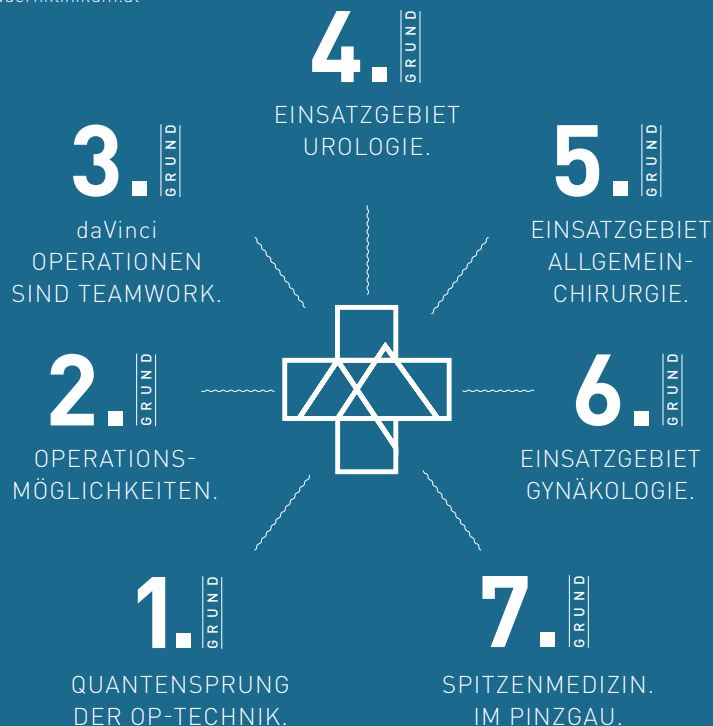 4. GRUND
EINSATZGEBIET
UROLOGIE.
3. GRUND
daVinci
OPERATIONEN
SIND TEAMWORK.
5. GRUND
EINSATZGEBIET
ALLGEMEIN-
CHIRURGIE.
2. GRUND
OPERATIONS-
MÖGLICHKEITEN.
6. GRUND
EINSATZGEBIET
GYNÄKOLOGIE.
1. GRUND
QUANTENSPRUNG
DER OP-TECHNIK.
7. GRUND
SPITZENMEDIZIN.
IM PINZGAU.